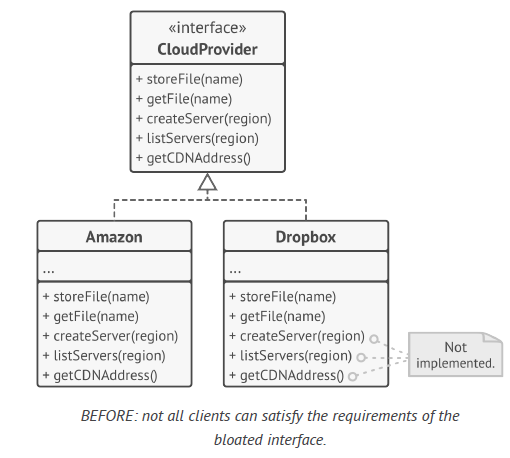 «interface»
CloudProvider
+ storeFile(name)
+ getFile(name)
+ createServer(region)
+ listServers(region)
+ getCDNAddress()
Amazon
...
+ storeFile(name)
+ getFile(name)
+ createServer(region)
+ listServers(region)
+ getCDNAddress()
Dropbox
...
+ storeFile(name)
+ getFile(name)
+ createServer(region)
+ listServers(region)
+ getCDNAddress()
Not
implemented.
BEFORE: not all clients can satisfy the requirements of the
bloated interface.